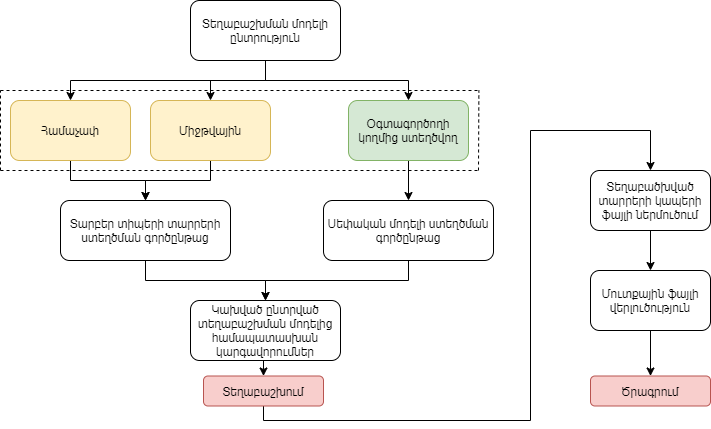 Տեղաբաշխման մոդելի
ընտրություն
Համաչափ
Միջթվային
Օգտագործողի
կողմից ստեղծվող
Տարբեր տիպերի տարրերի
ստեղծման գործընթաց
Սեփական մոդելի ստեղծման
գործընթաց
Կախված ընտրված
տեղաբաշխման մոդելից
համապատասխան
կարգավորումներ
Տեղաբաշխում
Տեղաբածխված
տարրերի կապերի
ֆայլի ներմուծում
Մուտքային ֆայլի
վերլուծություն
Ծրագրում